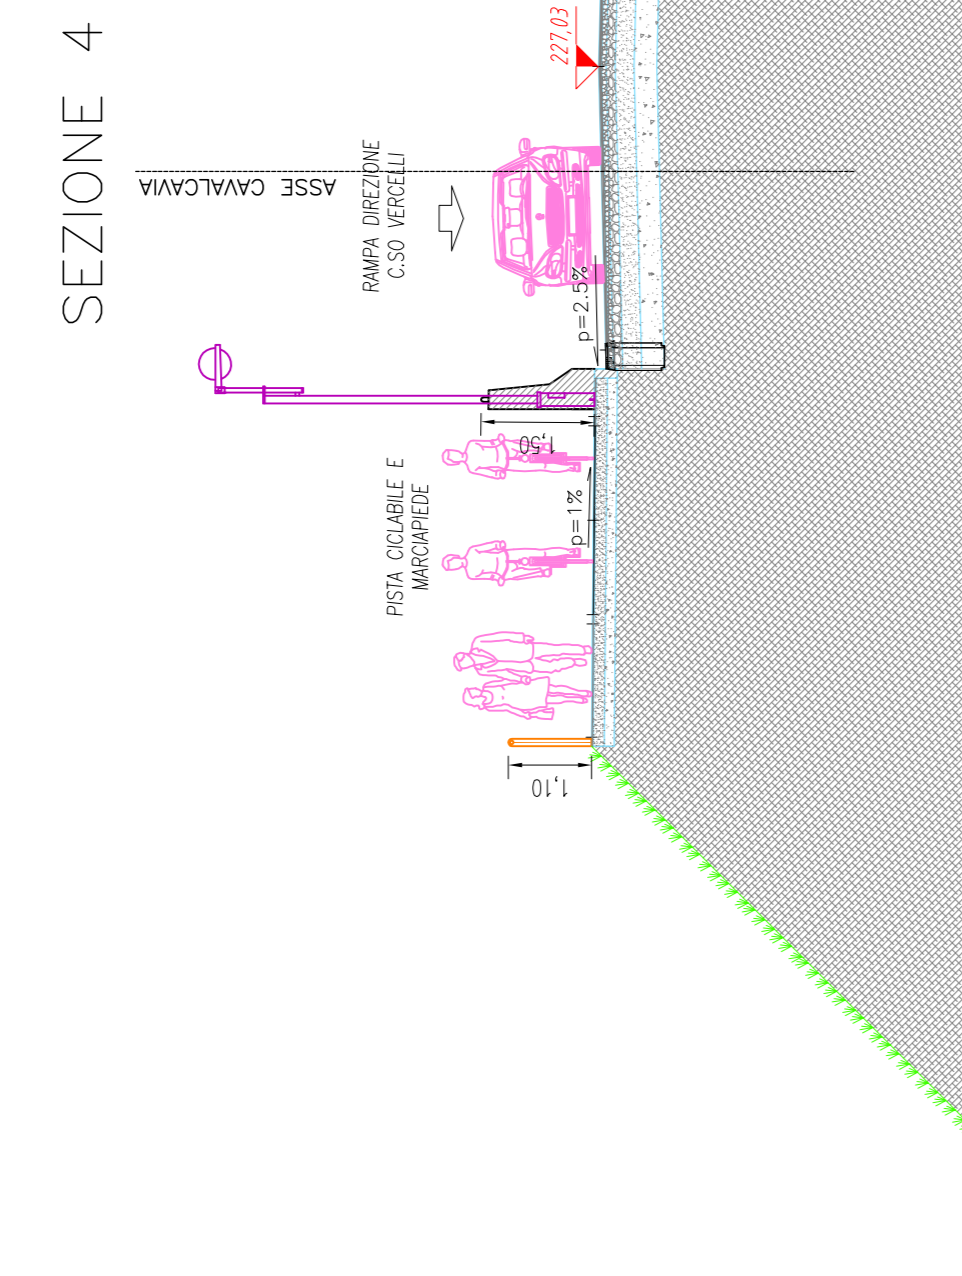 SEZIONE 4
ASSE CAVALCAVIA
RAMPA DIREZIONE
C.SO VERCELLI
227,03
p=2.5%
1,50
PISTA CICLABILE E
MARCIAPIEDE
p=1%
1,10